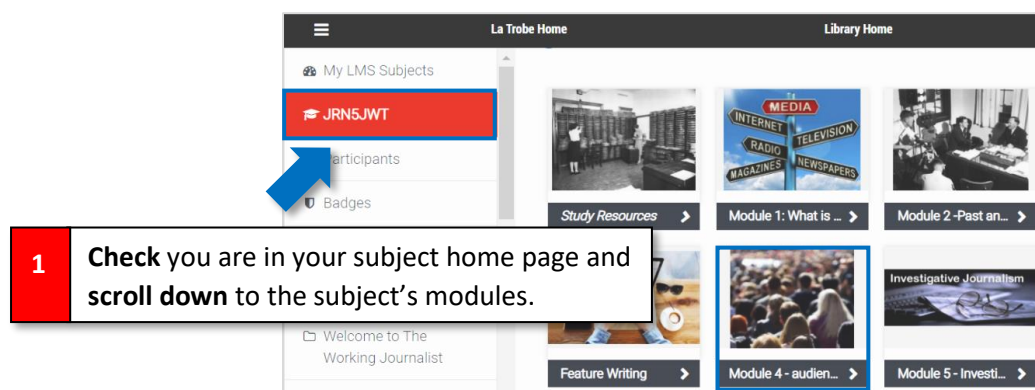 La Trobe Home
Library Home
My LMS Subjects
JRN5JWT
Participants
Badges
MEDIA
INTERNET
TELEVISION
RADIO
MAGAZINES
NEWSPAPERS
Study Resources
Module 1: What is ...
Module 2 -Past an...
1
Check you are in your subject home page and
scroll down to the subject’s modules.
Investigative Journalism
Welcome to The
Working Journalist
Feature Writing
Module 4 - audien...
Module 5 - Investi...